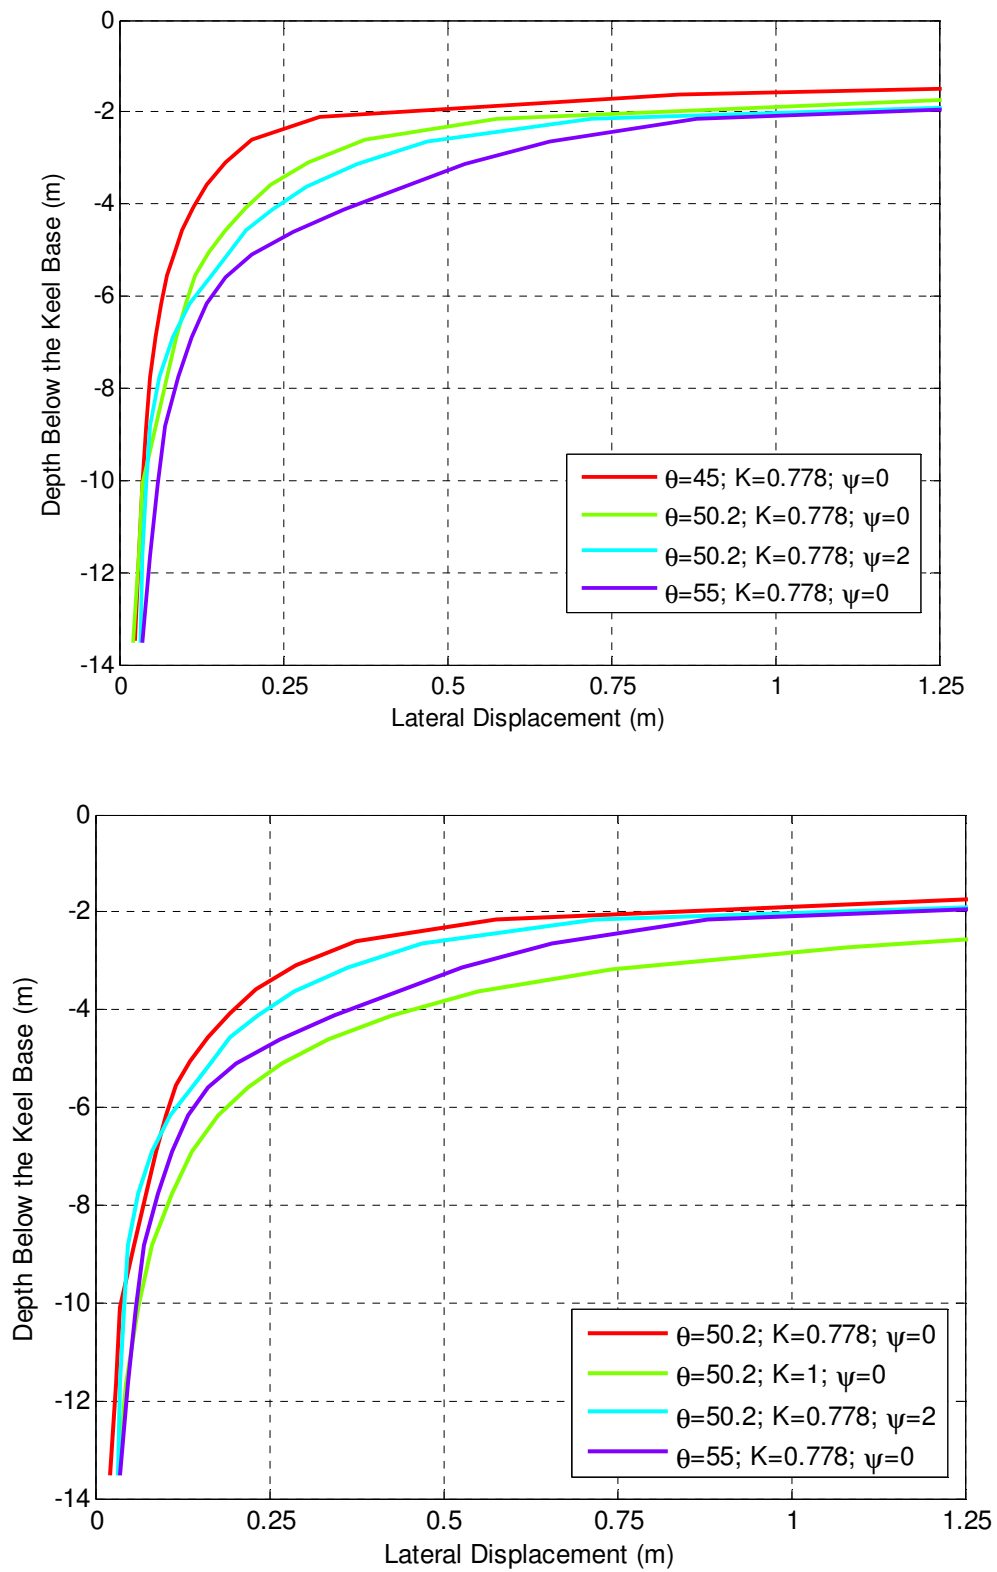 0
-2
-4
-6
-8
-10
-12
-14
Depth Below the Keel Base (m)
θ=45; K=0.778; ψ=0
θ=50.2; K=0.778; ψ=0
θ=50.2; K=0.778; ψ=2
θ=55; K=0.778; ψ=0
0 0.25 0.5 0.75 1 1.25
Lateral Displacement (m)
0
-2
-4
-6
-8
-10
-12
-14
Depth Below the Keel Base (m)
θ=50.2; K=0.778; ψ=0
θ=50.2; K=1; ψ=0
θ=50.2; K=0.778; ψ=2
θ=55; K=0.778; ψ=0
0 0.25 0.5 0.75 1 1.25
Lateral Displacement (m)